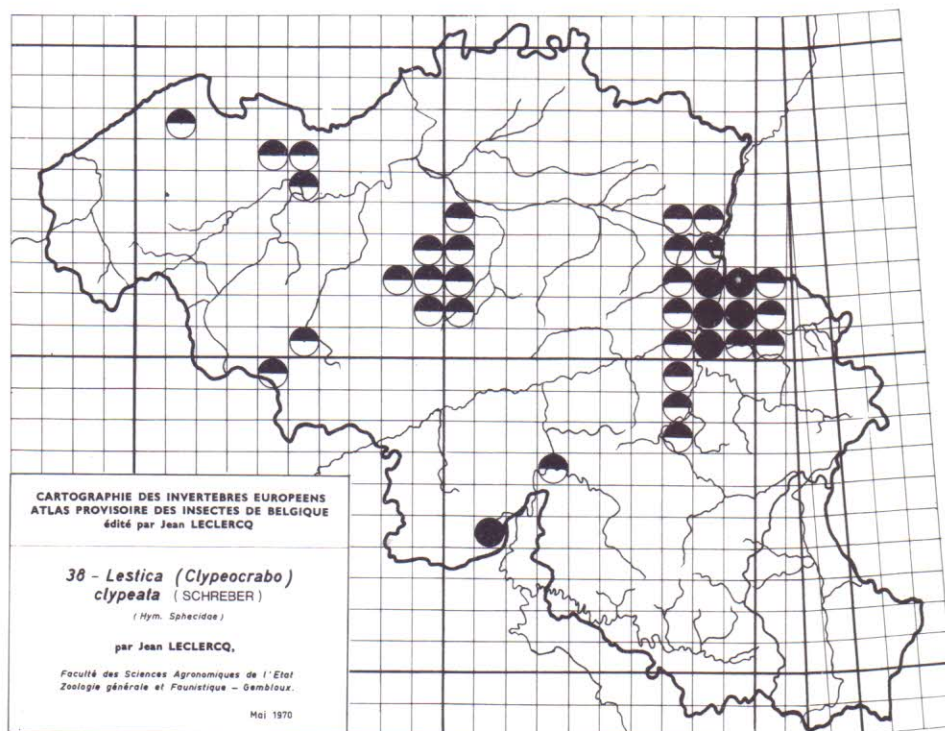 CARTOGRAPHIE DES INVERTEBRES EUROPEENS
ATLAS PROVISOIRE DES INSECTES DE BELGIQUE
édité par Jean LECLERCQ
38 - Lestica (Clypeocrabo)
clypeata (SCHREBER)
(Hym. Sphecidae)
par Jean LECLERCQ,
Faculté des Sciences Agronomiques de l'Etat
Zoologie générale et Faunistique - Gembloux.
Mai 1970